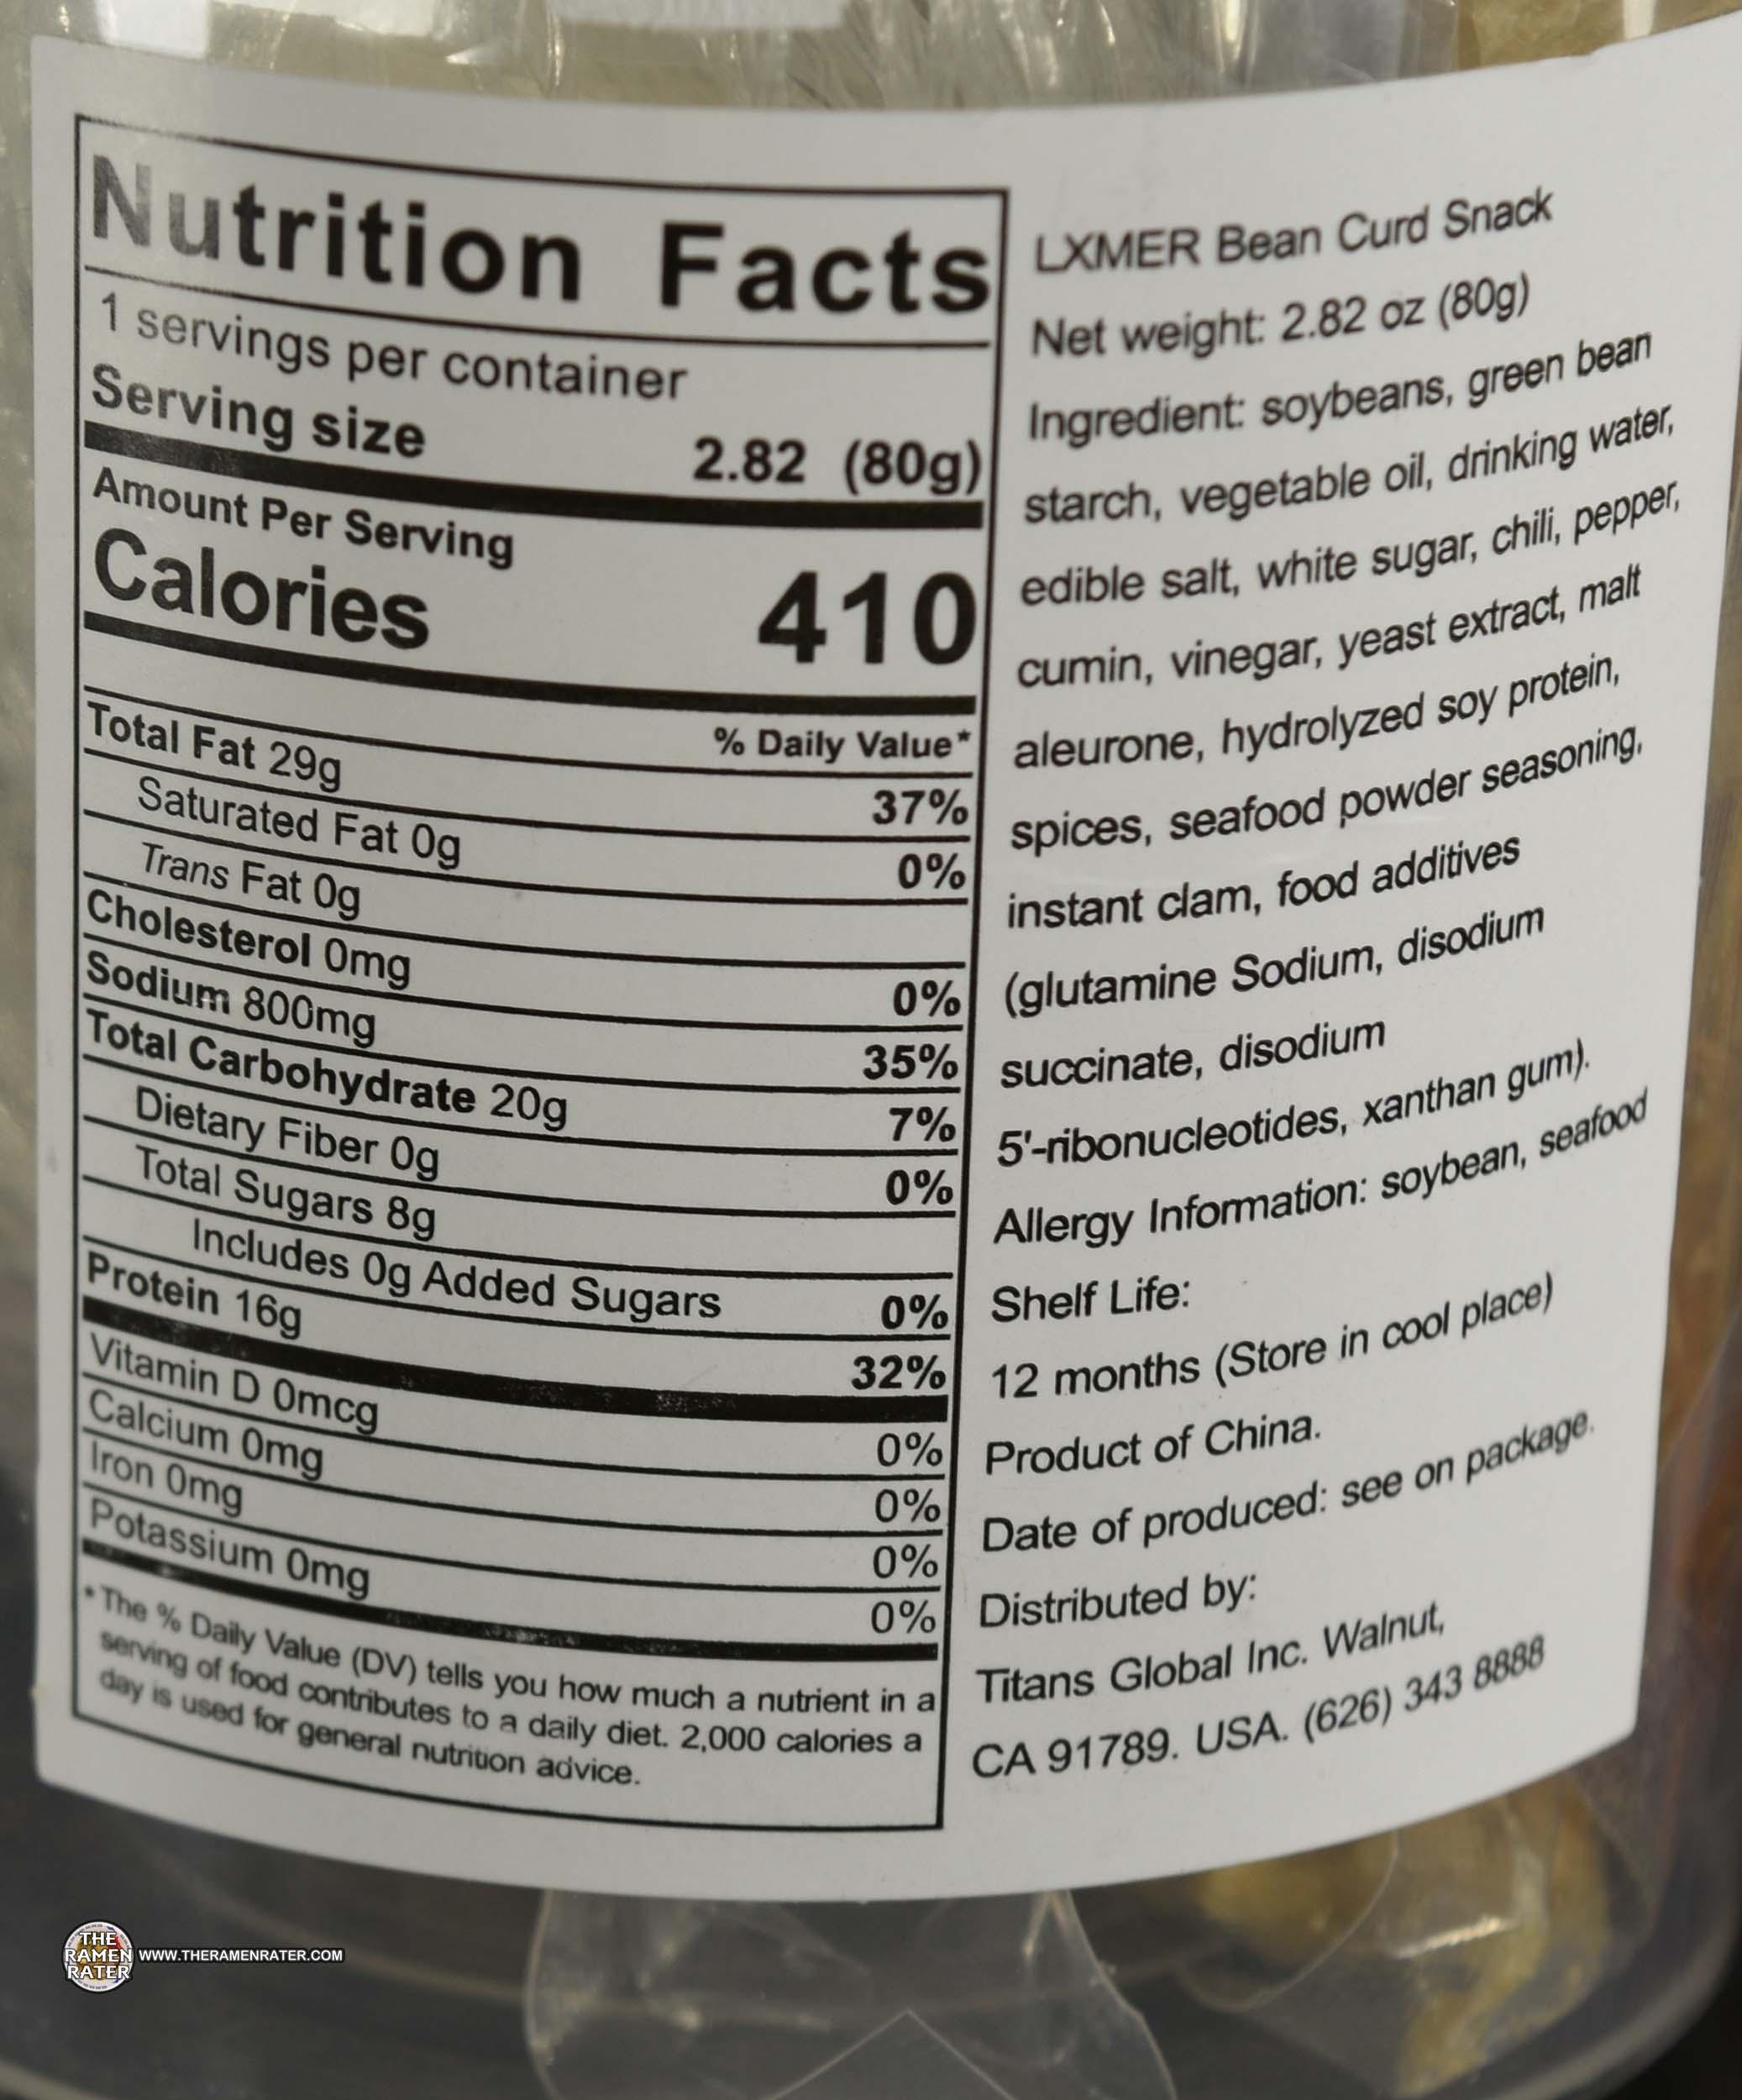 Nutrition Facts
1 servings per container
Serving size 2.82 (80g)
Amount Per Serving
Calories 410
% Daily Value*
Total Fat 29g 37%
Saturated Fat 0g 0%
Trans Fat 0g
Cholesterol 0mg 0%
Sodium 800mg 35%
Total Carbohydrate 20g 7%
Dietary Fiber 0g 0%
Total Sugars 8g
Includes 0g Added Sugars 0%
Protein 16g 32%
Vitamin D 0mcg 0%
Calcium 0mg 0%
Iron 0mg 0%
Potassium 0mg 0%
* The % Daily Value (DV) tells you how much a nutrient in a
serving of food contributes to a daily diet. 2,000 calories a
day is used for general nutrition advice.
LXMER Bean Curd Snack
Net weight: 2.82 oz (80g)
Ingredient: soybeans, green bean
starch, vegetable oil, drinking water,
edible salt, white sugar, chili, pepper,
cumin, vinegar, yeast extract, malt
aleurone, hydrolyzed soy protein,
spices, seafood powder seasoning,
instant clam, food additives
(glutamine Sodium, disodium
succinate, disodium
5'-ribonucleotides, xanthan gum).
Allergy Information: soybean, seafood
Shelf Life:
12 months (Store in cool place)
Product of China.
Date of produced: see on package.
Distributed by:
Titans Global Inc. Walnut,
CA 91789. USA. (626) 343 8888
THE
RAMEN
RATER
WWW.THERAMENRATER.COM